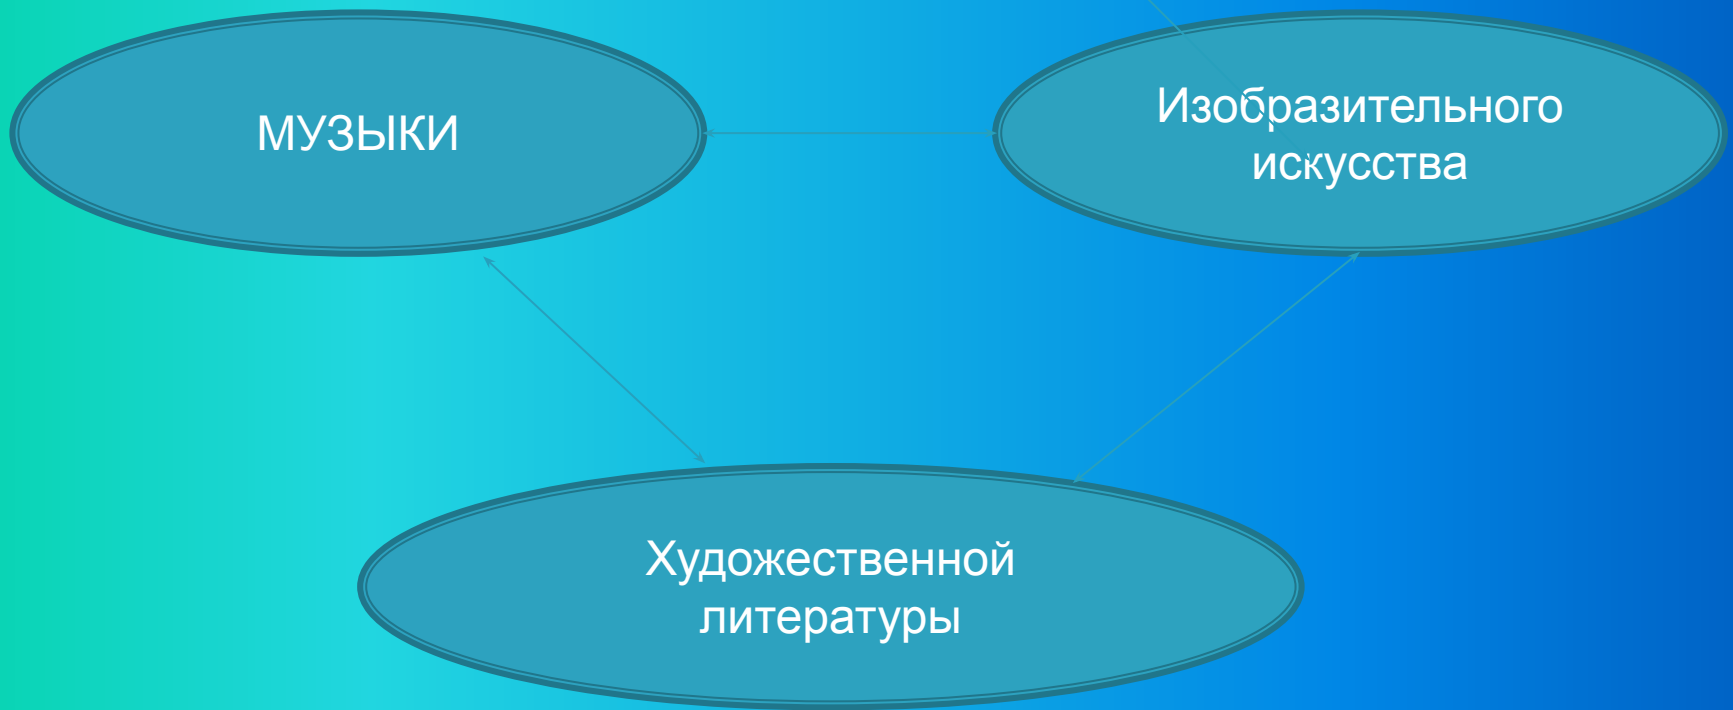 МУЗЫКИ
Изобразительного
искусства
Художественной
литературы